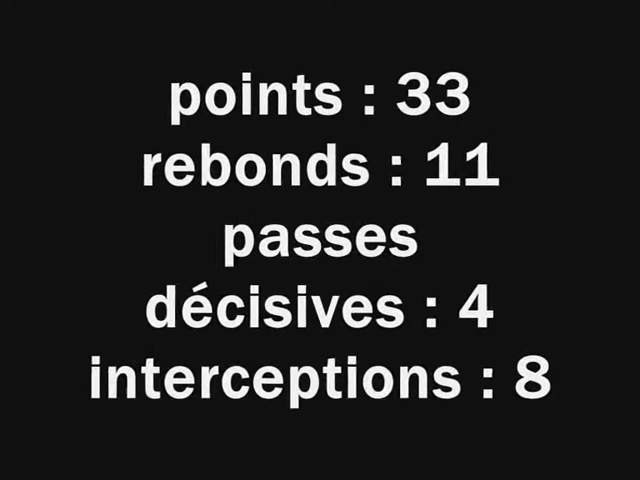 points : 33
rebonds : 11
passes
décisives : 4
interceptions : 8